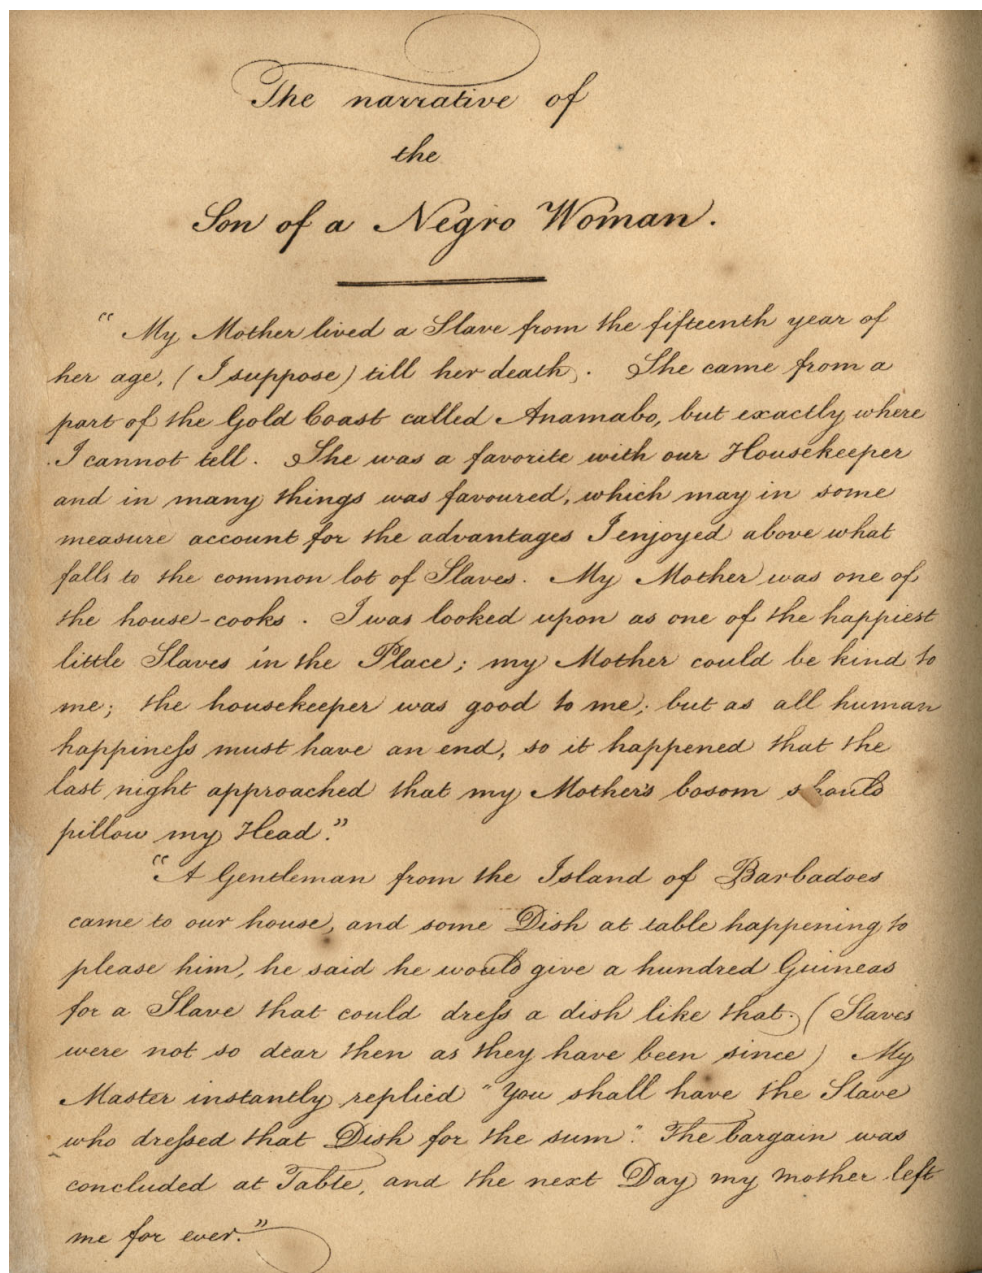 The narrative of
the
Son of a Negro Woman.
"My Mother lived a Slave from the fifteenth year of
her age, (I suppose) till her death. She came from a
part of the Gold Coast called Anamabo, but exactly where
I cannot tell. She was a favorite with our Housekeeper
and in many things was favoured, which may in some
measure account for the advantages I enjoyed above what
falls to the common lot of Slaves. My Mother was one of
the house-cooks. I was looked upon as one of the happiest
little Slaves in the Place; my Mother could be kind to
me; the housekeeper was good to me; but as all human
happineſs must have an end, so it happened that the
last night approached that my Mother's bosom should
pillow my Head."
"A Gentleman from the Island of Barbadoes
came to our house, and some Dish at table happening to
please him, he said he would give a hundred Guineas
for a Slave that could dreſs a dish like that. (Slaves
were not so dear then as they have been since) My
Master instantly replied "You shall have the Slave
who dreſsed that Dish for the sum". The bargain was
concluded at Table, and the next Day my mother left
me for ever."